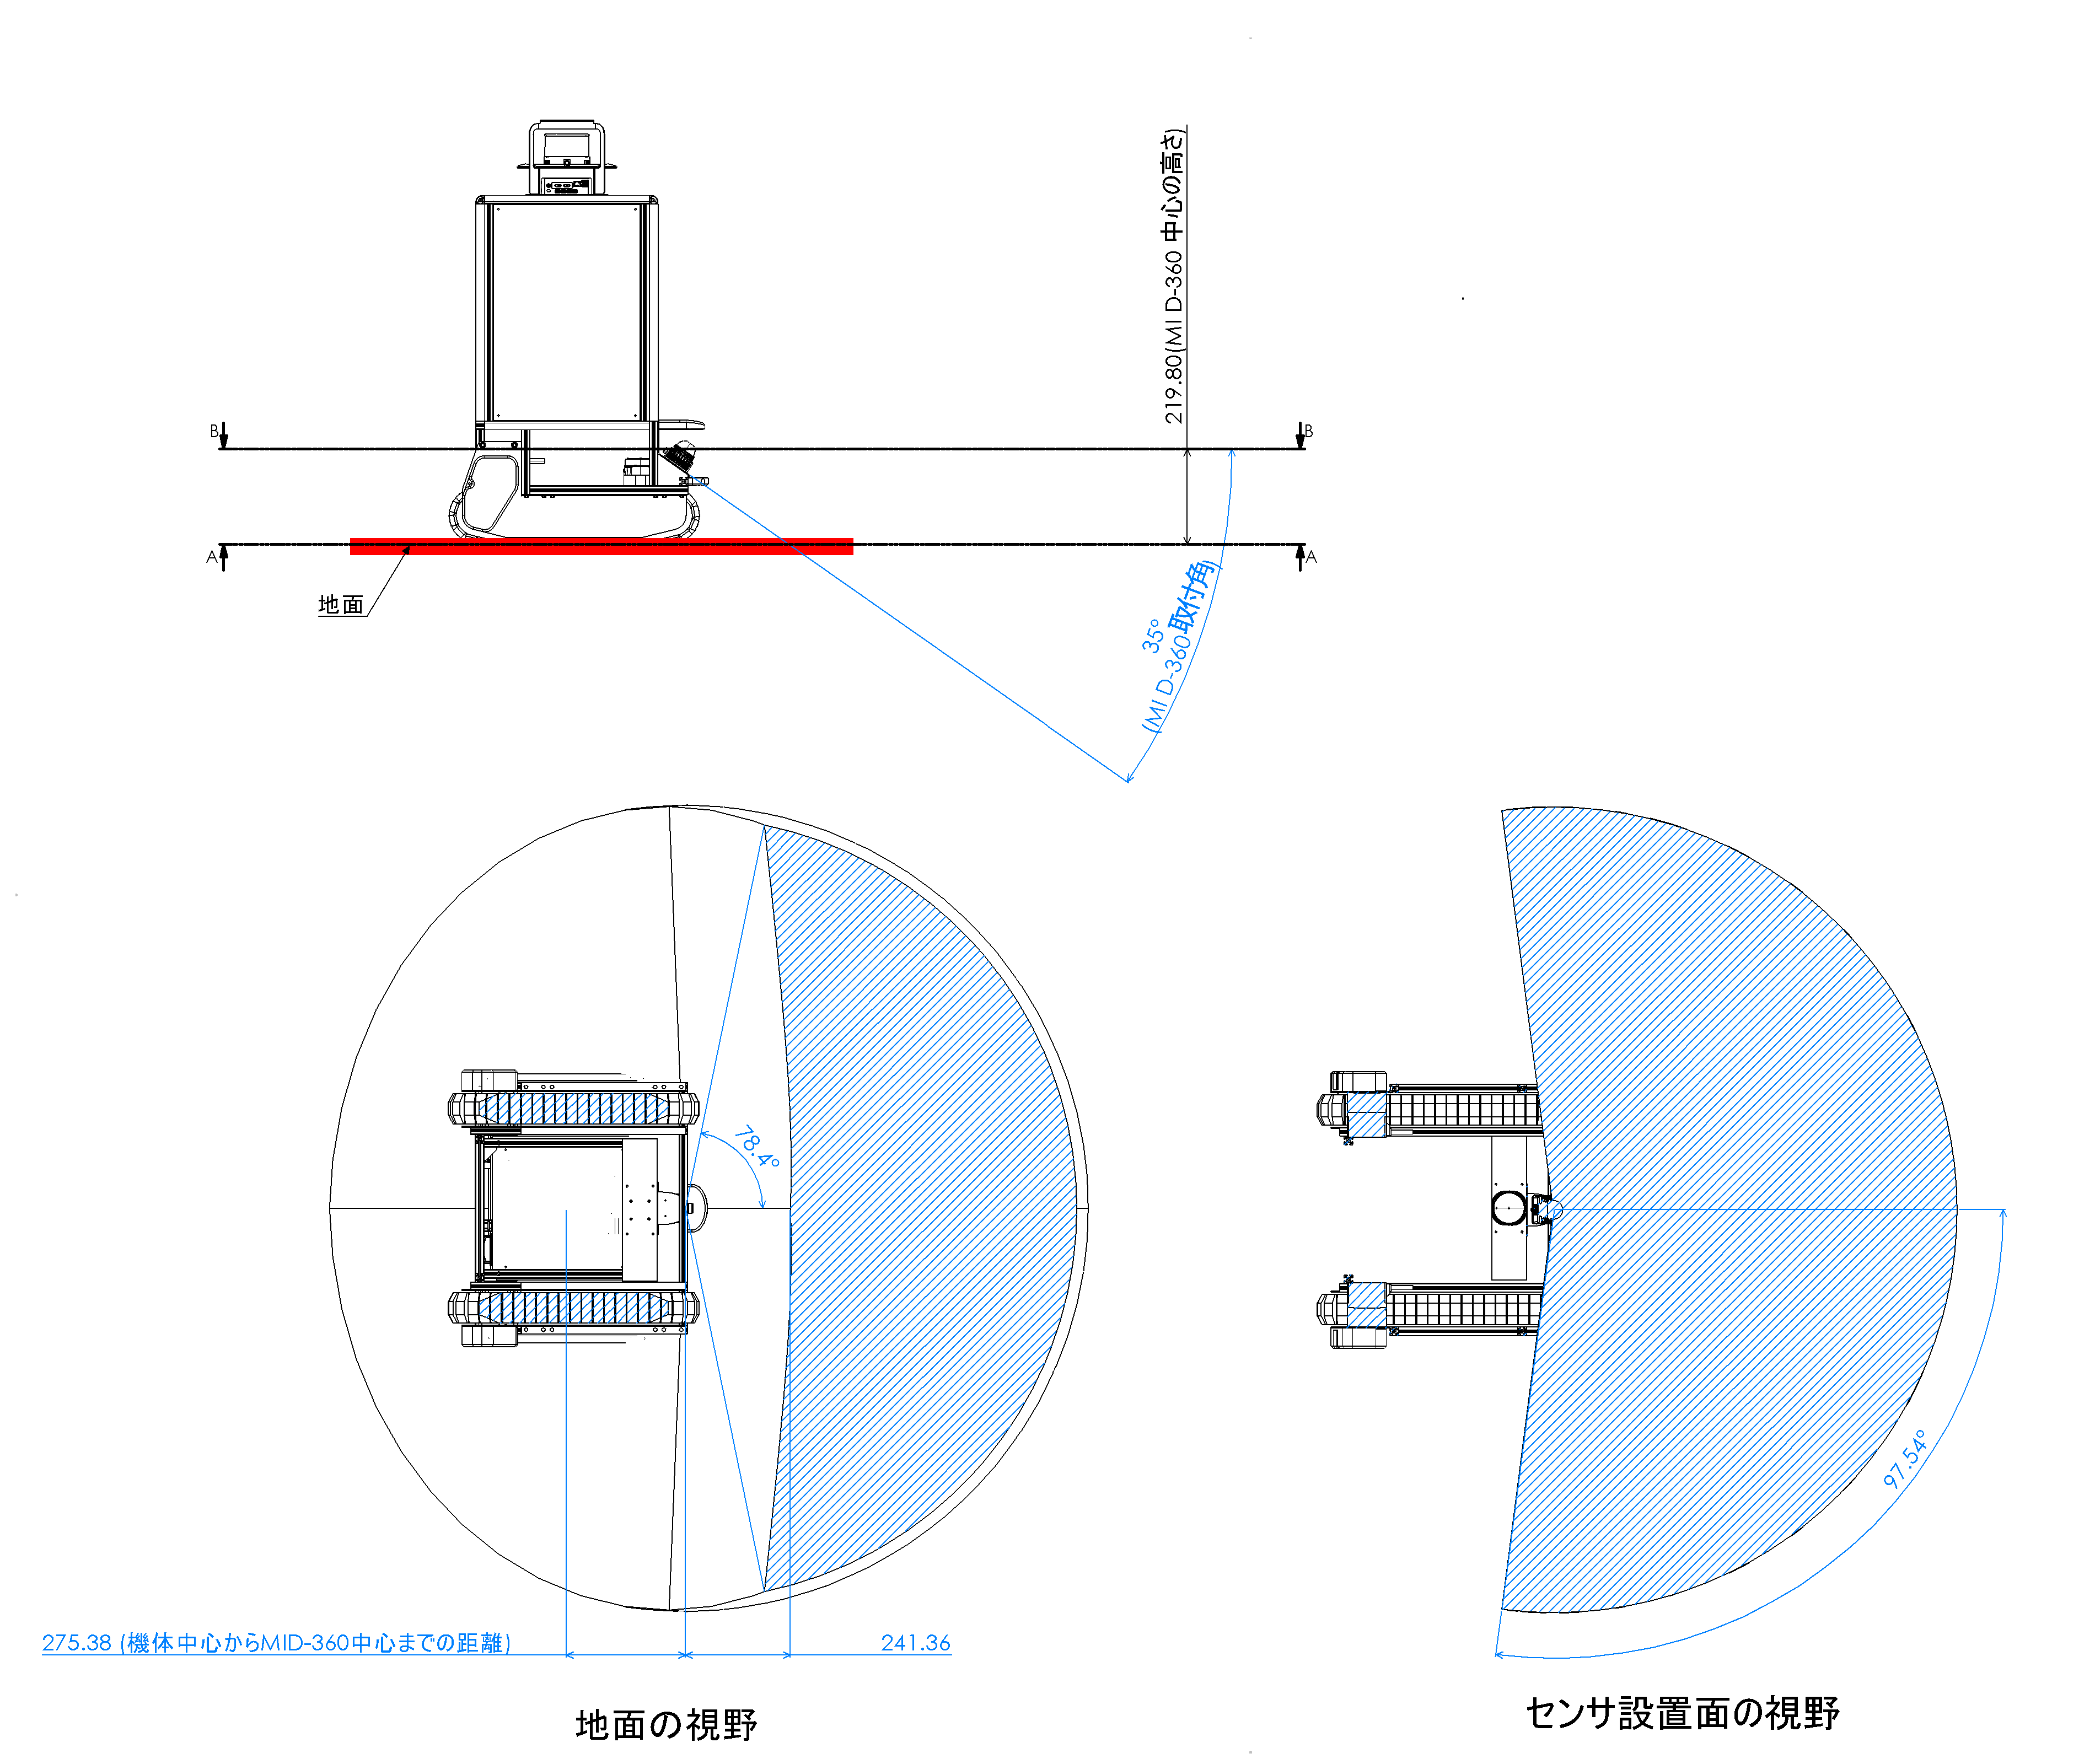 219.80(MID-360 中心の高さ)
B
B
A
A
地面
35°
(MID-360取付角)
78.4°
97.54°
275.38 (機体中心からMID-360中心までの距離)
241.36
地面の視野
センサ設置面の視野